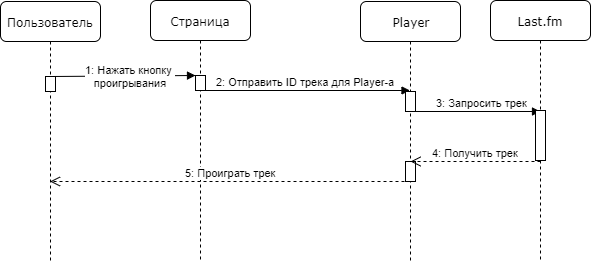 Пользователь
Страница
Player
Last.fm
1: Нажать кнопку
проигрывания
2: Отправить ID трека для Player-а
3: Запросить трек
4: Получить трек
5: Проиграть трек